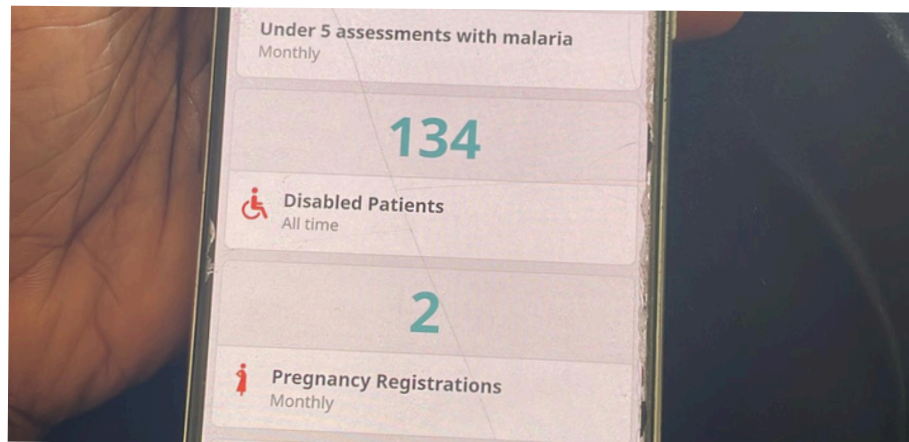 Under 5 assessments with malaria
Monthly
134
Disabled Patients
All time
2
Pregnancy Registrations
Monthly